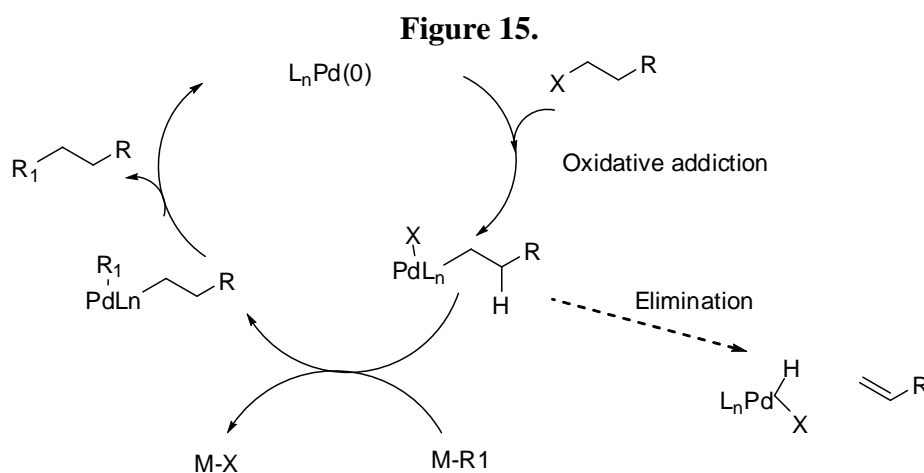 Figure 15.
LnPd(0)
X
R
Oxidative addiction
R1
R
X
PdLn
R
H
R1
PdLn
R
Elimination
H
LnPd
X
R
M-X
M-R1